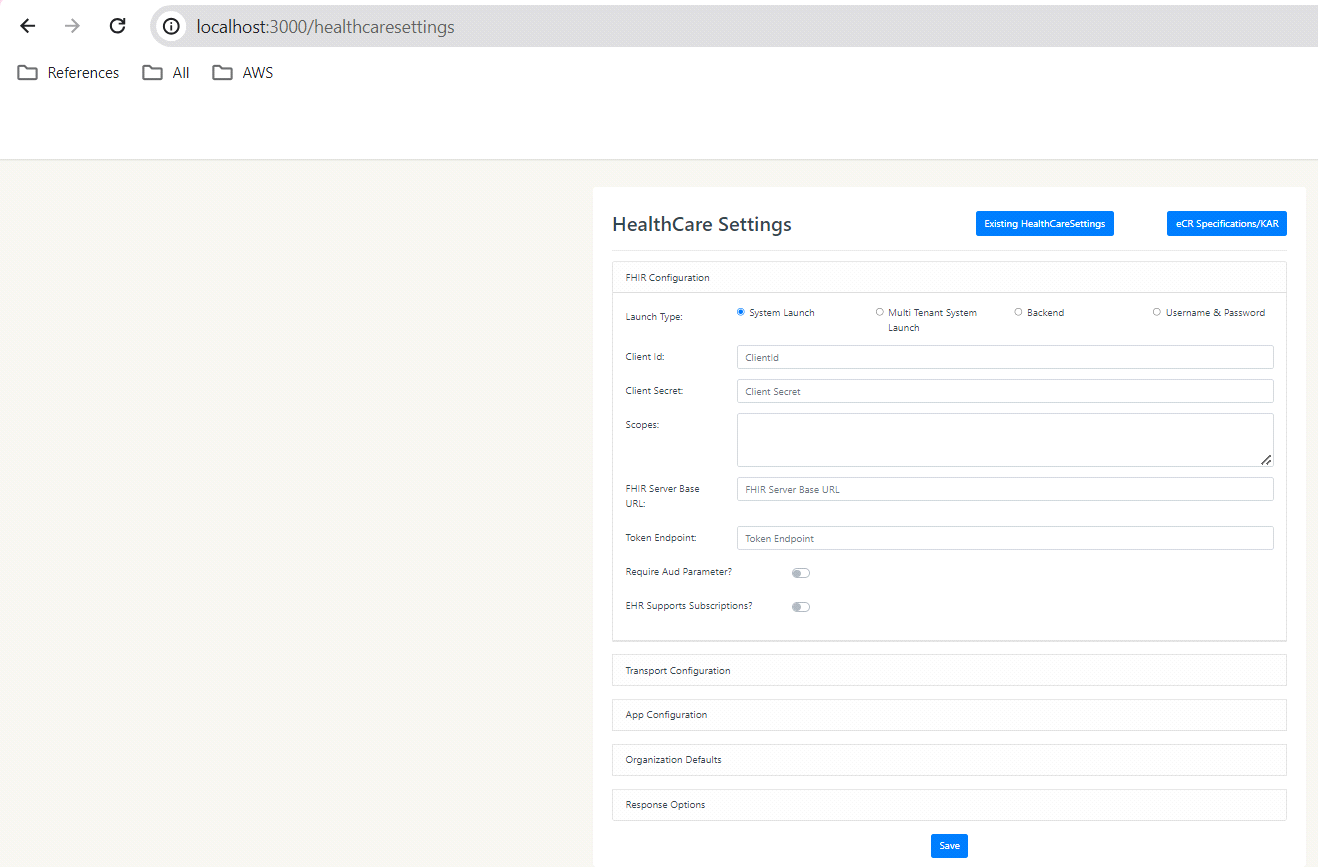 localhost:3000/healthcaresettings
References All AWS
HealthCare Settings Existing HealthCareSettings eCR Specifications/KAR
FHIR Configuration
Launch Type: System Launch Multi Tenant System Launch Backend Username & Password
Client Id: ClientId
Client Secret: Client Secret
Scopes:
FHIR Server Base URL: FHIR Server Base URL
Token Endpoint: Token Endpoint
Require Aud Parameter?
EHR Supports Subscriptions?
Transport Configuration
App Configuration
Organization Defaults
Response Options
Save